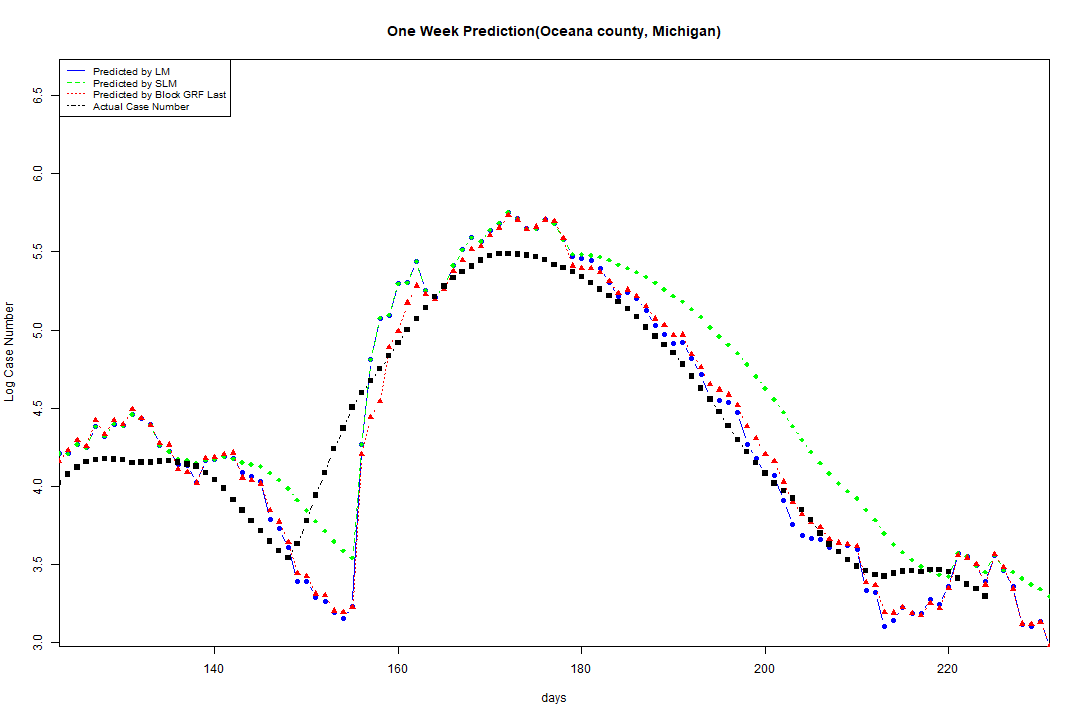 One Week Prediction(Oceana county, Michigan)
Predicted by LM
Predicted by SLM
Predicted by Block GRF Last
Actual Case Number
6.5
6.0
5.5
5.0
4.5
4.0
3.5
3.0
Log Case Number
140 160 180 200 220
days